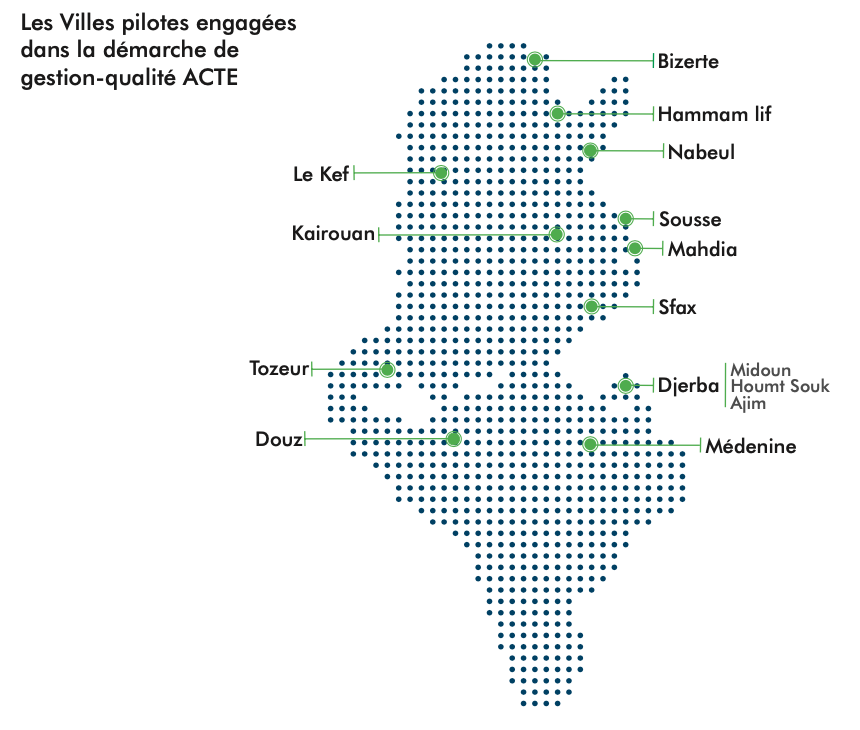 Les Villes pilotes engagées
dans la démarche de
gestion-qualité ACTE
Bizerte
Hammam lif
Nabeul
Le Kef
Sousse
Kairouan
Mahdia
Sfax
Tozeur
Djerba
Midoun
Houmt Souk
Ajim
Douz
Médenine